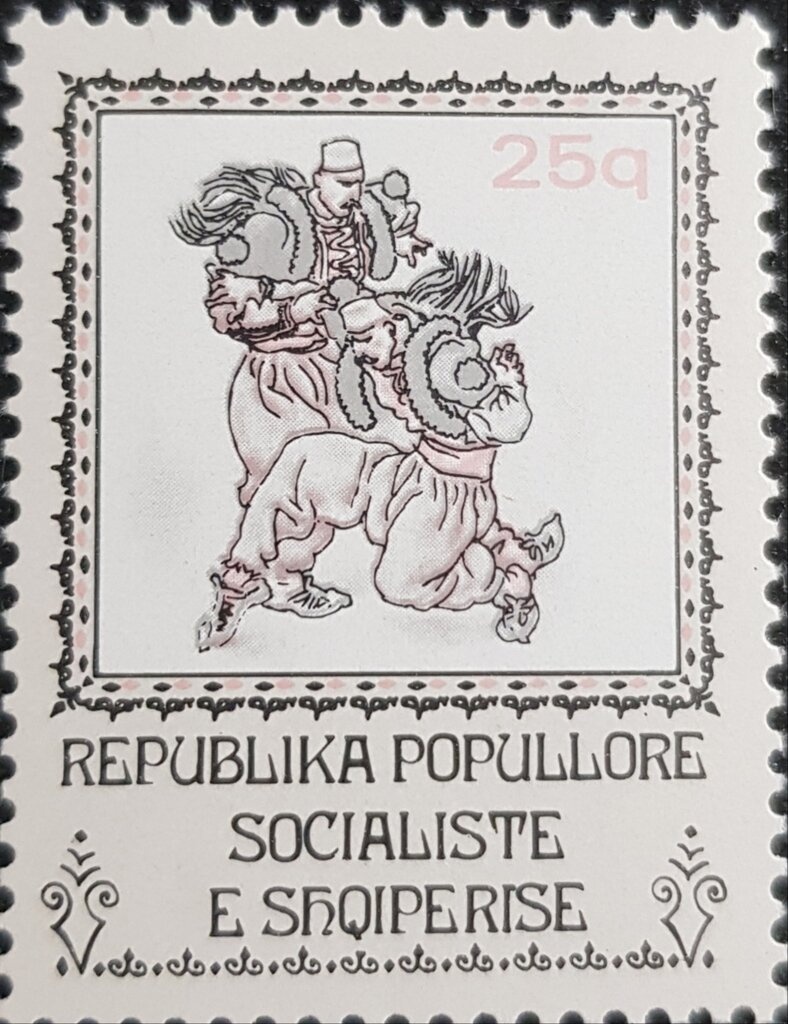 25q
REPUBLIKA POPULLORE
SOCIALISTE
E SHQIPERISE